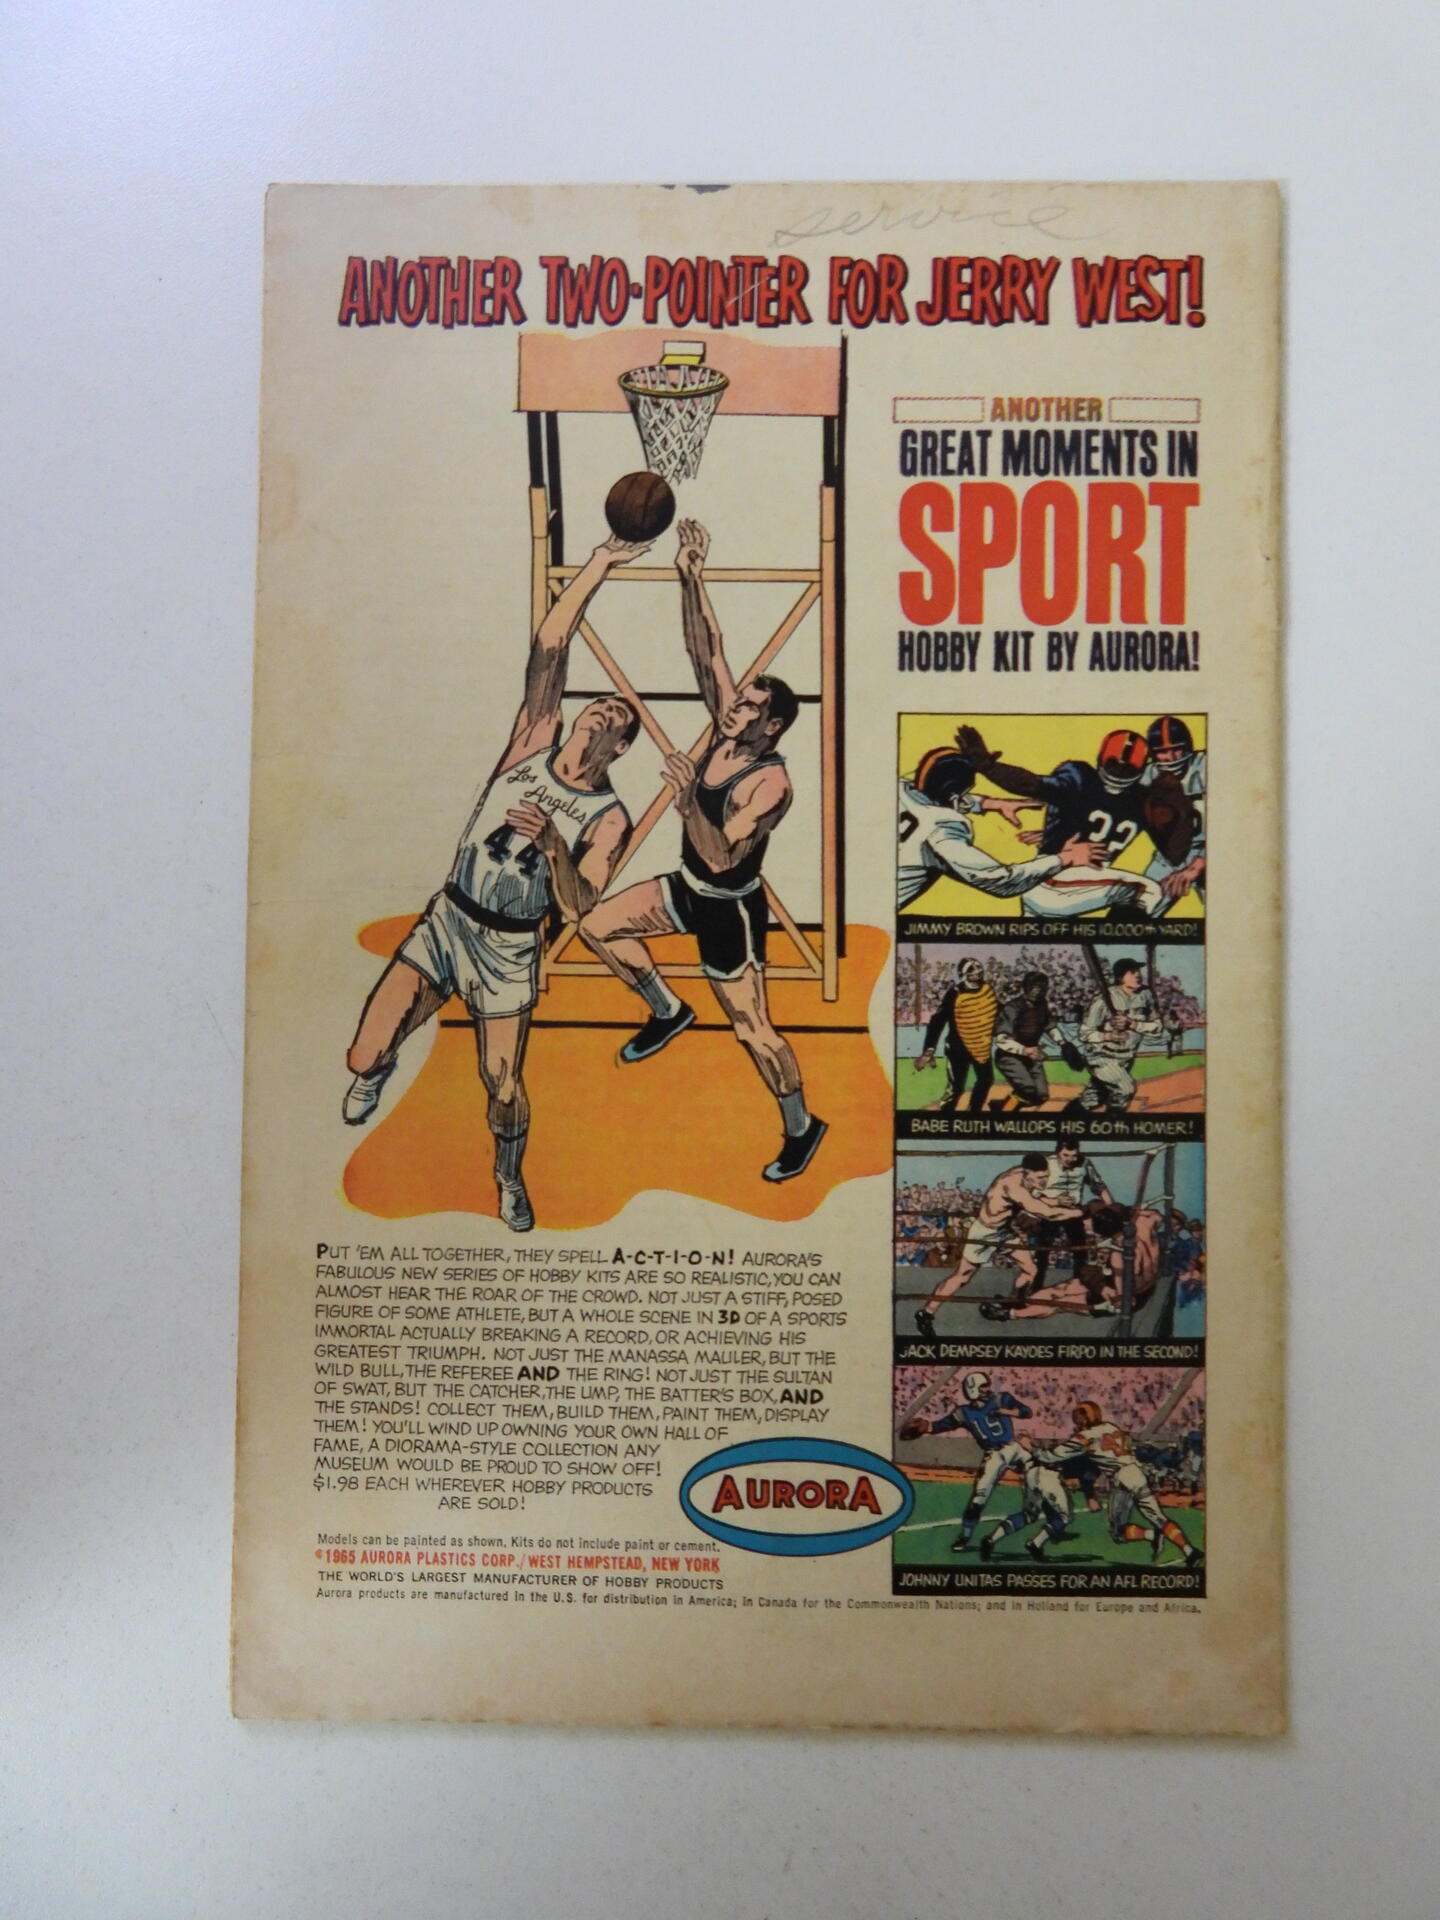 service
ANOTHER TWO-POINTER FOR JERRY WEST!
ANOTHER
GREAT MOMENTS IN
SPORT
HOBBY KIT BY AURORA!
Los
Angeles
44
32
JIMMY BROWN RIPS OFF HIS 10,000th YARD!
BABE RUTH WALLOPS HIS 60th HOMER!
JACK DEMPSEY KAYOES FIRPO IN THE SECOND!
15
JOHNNY UNITAS PASSES FOR AN AFL RECORD!
PUT 'EM ALL TOGETHER, THEY SPELL A-C-T-I-O-N! AURORA'S
FABULOUS NEW SERIES OF HOBBY KITS ARE SO REALISTIC, YOU CAN
ALMOST HEAR THE ROAR OF THE CROWD. NOT JUST A STIFF, POSED
FIGURE OF SOME ATHLETE, BUT A WHOLE SCENE IN 3D OF A SPORTS
IMMORTAL ACTUALLY BREAKING A RECORD, OR ACHIEVING HIS
GREATEST TRIUMPH. NOT JUST THE MANASSA MAULER, BUT THE
WILD BULL, THE REFEREE AND THE RING! NOT JUST THE SULTAN
OF SWAT, BUT THE CATCHER, THE UMP, THE BATTER'S BOX, AND
THE STANDS! COLLECT THEM, BUILD THEM, PAINT THEM, DISPLAY
THEM! YOU'LL WIND UP OWNING YOUR OWN HALL OF
FAME, A DIORAMA-STYLE COLLECTION ANY
MUSEUM WOULD BE PROUD TO SHOW OFF!
$1.98 EACH WHEREVER HOBBY PRODUCTS
ARE SOLD!
AURORA
Models can be painted as shown. Kits do not include paint or cement.
©1965 AURORA PLASTICS CORP./WEST HEMPSTEAD, NEW YORK
THE WORLD'S LARGEST MANUFACTURER OF HOBBY PRODUCTS
Aurora products are manufactured in the U.S. for distribution in America; in Canada for the Commonwealth Nations; and in Holland for Europe and Africa.